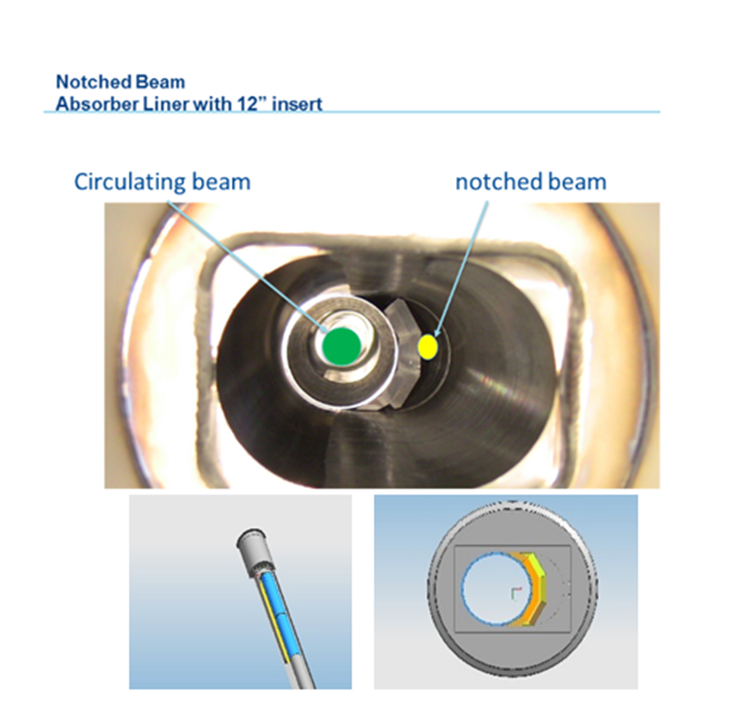 Notched Beam
Absorber Liner with 12” insert
Circulating beam
notched beam